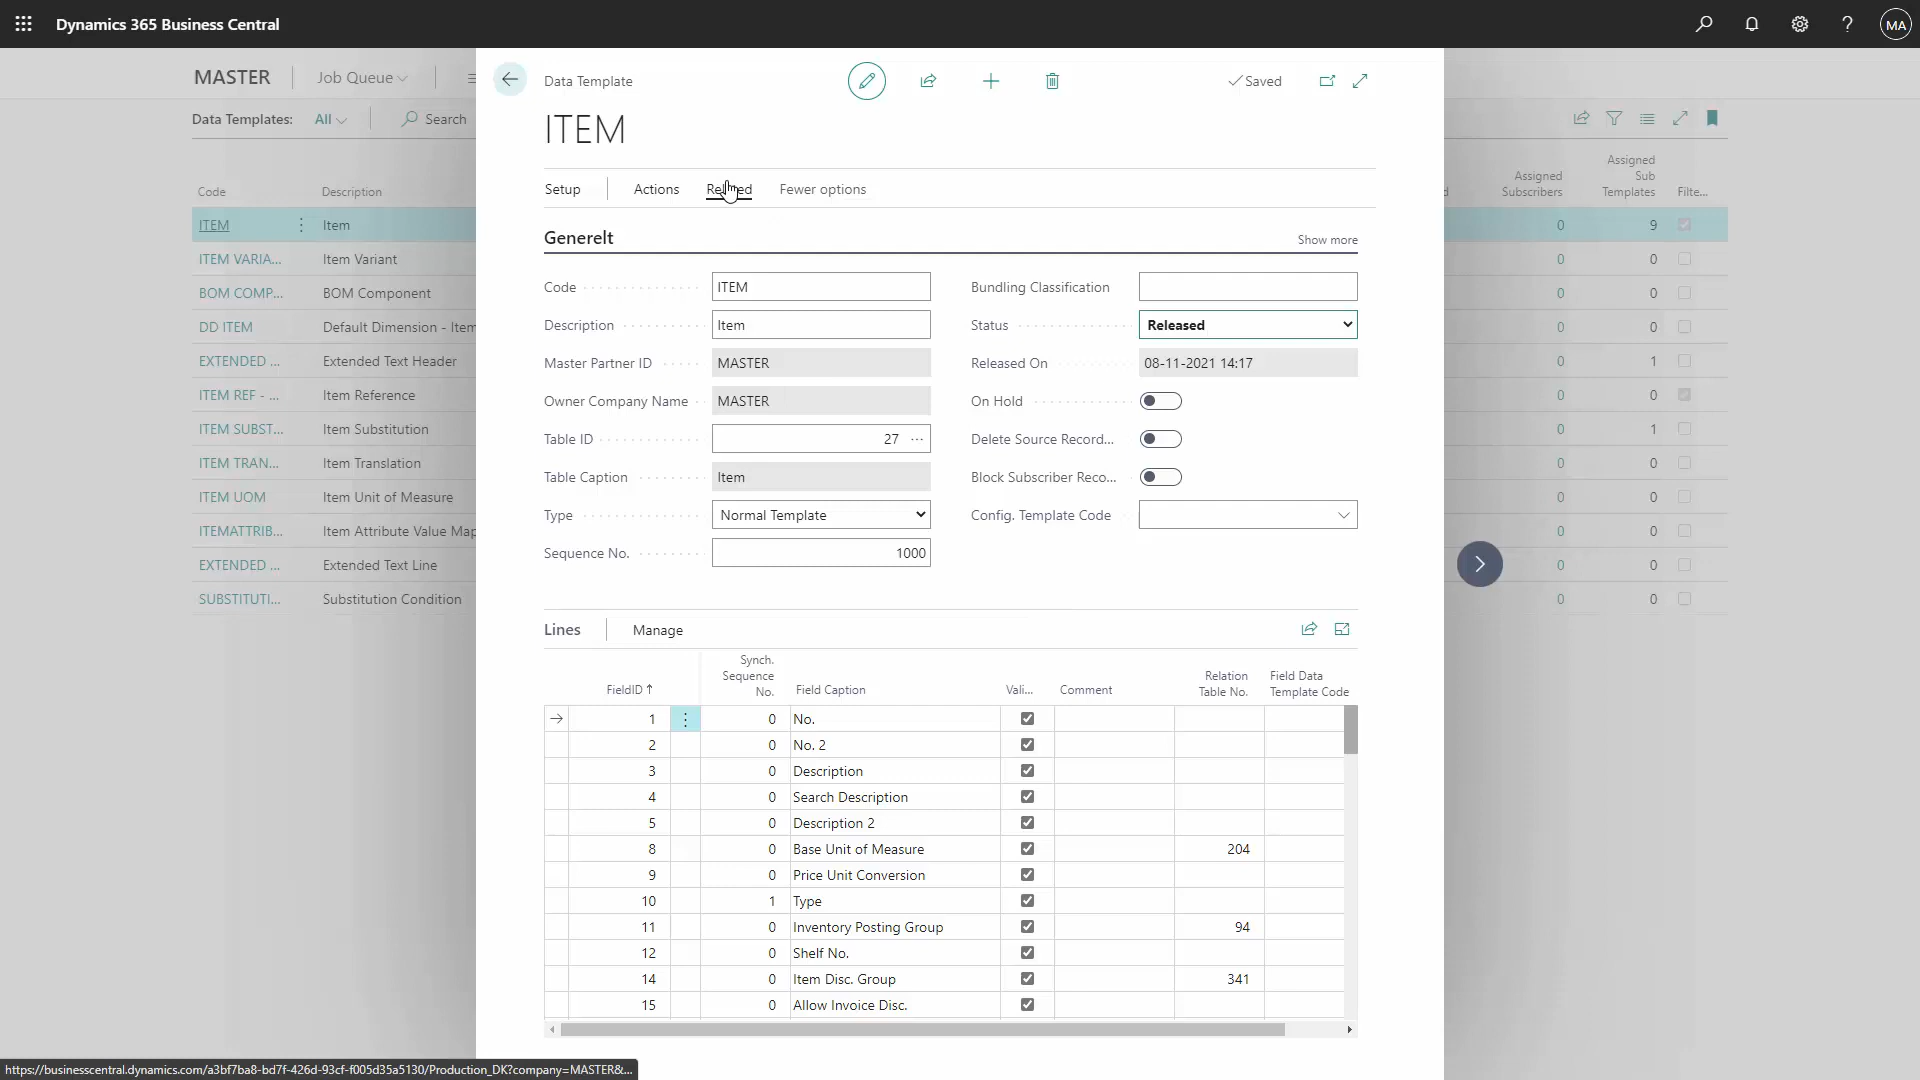 Dynamics 365 Business Central
MA
MASTER
Job Queue
Data Templates:
All
Search
Code
Description
ITEM
Item
ITEM VARIA...
Item Variant
BOM COMP...
BOM Component
DD ITEM
Default Dimension - Item
EXTENDED ...
Extended Text Header
ITEM REF - ...
Item Reference
ITEM SUBST...
Item Substitution
ITEM TRAN...
Item Translation
ITEM UOM
Item Unit of Measure
ITEMATTRIB...
Item Attribute Value Map
EXTENDED ...
Extended Text Line
SUBSTITUTI...
Substitution Condition
Data Template
Saved
ITEM
Setup
Actions
Related
Fewer options
Generelt
Show more
Code
ITEM
Description
Item
Master Partner ID
MASTER
Owner Company Name
MASTER
Table ID
27
Table Caption
Item
Type
Normal Template
Sequence No.
1000
Bundling Classification
Status
Released
Released On
08-11-2021 14:17
On Hold
Delete Source Record...
Block Subscriber Reco...
Config. Template Code
Lines
Manage
FieldID
Synch.
Sequence
No.
Field Caption
Vali...
Comment
Relation
Table No.
Field Data
Template Code
1 0 No.
2 0 No. 2
3 0 Description
4 0 Search Description
5 0 Description 2
8 0 Base Unit of Measure 204
9 0 Price Unit Conversion
10 1 Type
11 0 Inventory Posting Group 94
12 0 Shelf No.
14 0 Item Disc. Group 341
15 0 Allow Invoice Disc.
Assigned
Subscribers
Assigned
Sub
Templates
Filte...
0 9
0 0
0 0
0 0
0 1
0 0
0 1
0 0
0 0
0 0
0 0
0 0
https://businesscentral.dynamics.com/a3bf7ba8-bd7f-426d-93cf-f005d35a5130/Production_DK?company=MASTER&...